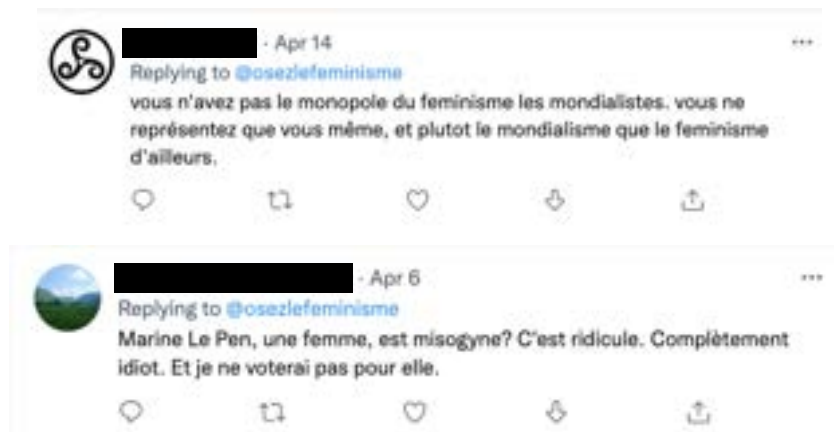 · Apr 14
Replying to @osezlefeminisme
vous n'avez pas le monopole du feminisme les mondialistes. vous ne
représentez que vous même, et plutot le mondialisme que le feminisme
d'ailleurs.
· Apr 6
Replying to @osezlefeminisme
Marine Le Pen, une femme, est misogyne? C'est ridicule. Complètement
idiot. Et je ne voterai pas pour elle.